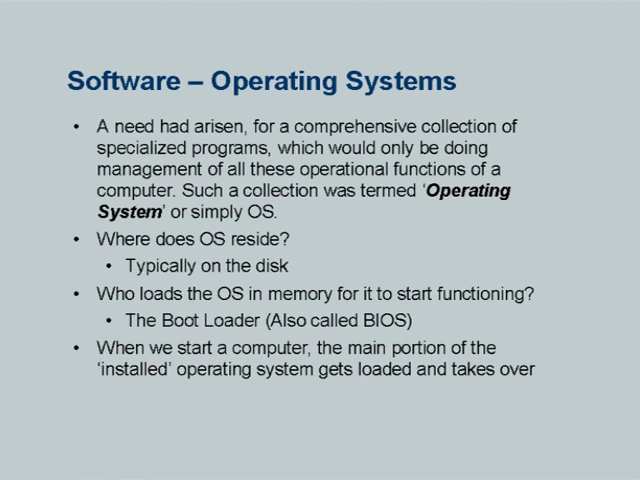 Software – Operating Systems
• A need had arisen, for a comprehensive collection of
specialized programs, which would only be doing
management of all these operational functions of a
computer. Such a collection was termed ‘Operating
System’ or simply OS.
• Where does OS reside?
• Typically on the disk
• Who loads the OS in memory for it to start functioning?
• The Boot Loader (Also called BIOS)
• When we start a computer, the main portion of the
‘installed’ operating system gets loaded and takes over